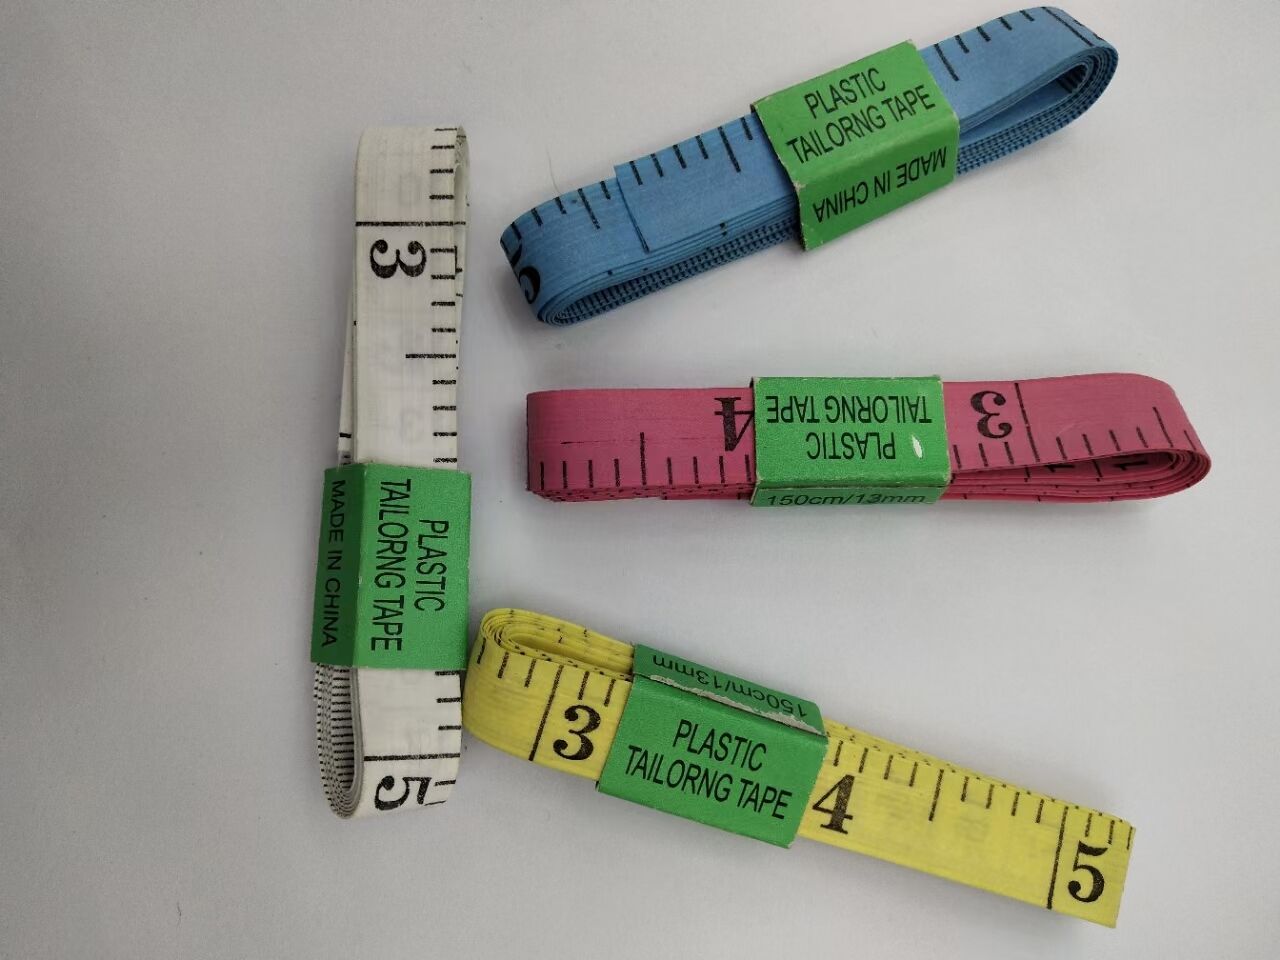 PLASTIC
TAILORNG TAPE
MADE IN CHINA
3
PLASTIC
TAILORNG TAPE
MADE IN CHINA
5
4
PLASTIC
TAILORNG TAPE
150cm/13mm
3
150cm/13mm
3
PLASTIC
TAILORNG TAPE
4
5